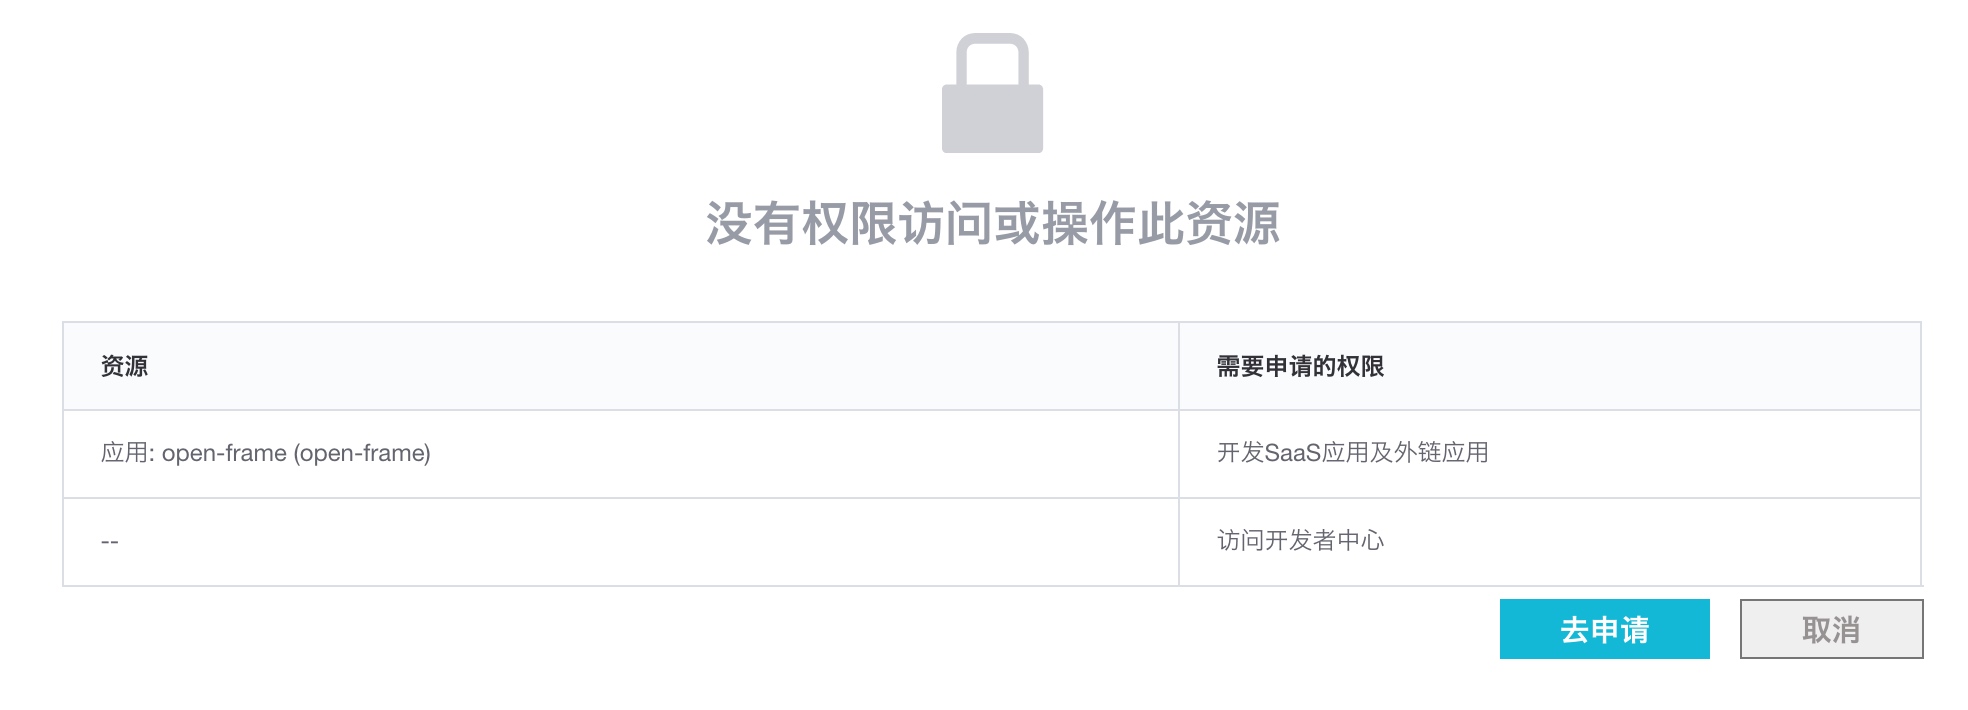 没有权限访问或操作此资源
资源 需要申请的权限
应用: open-frame (open-frame) 开发SaaS应用及外链应用
-- 访问开发者中心
去申请 取消